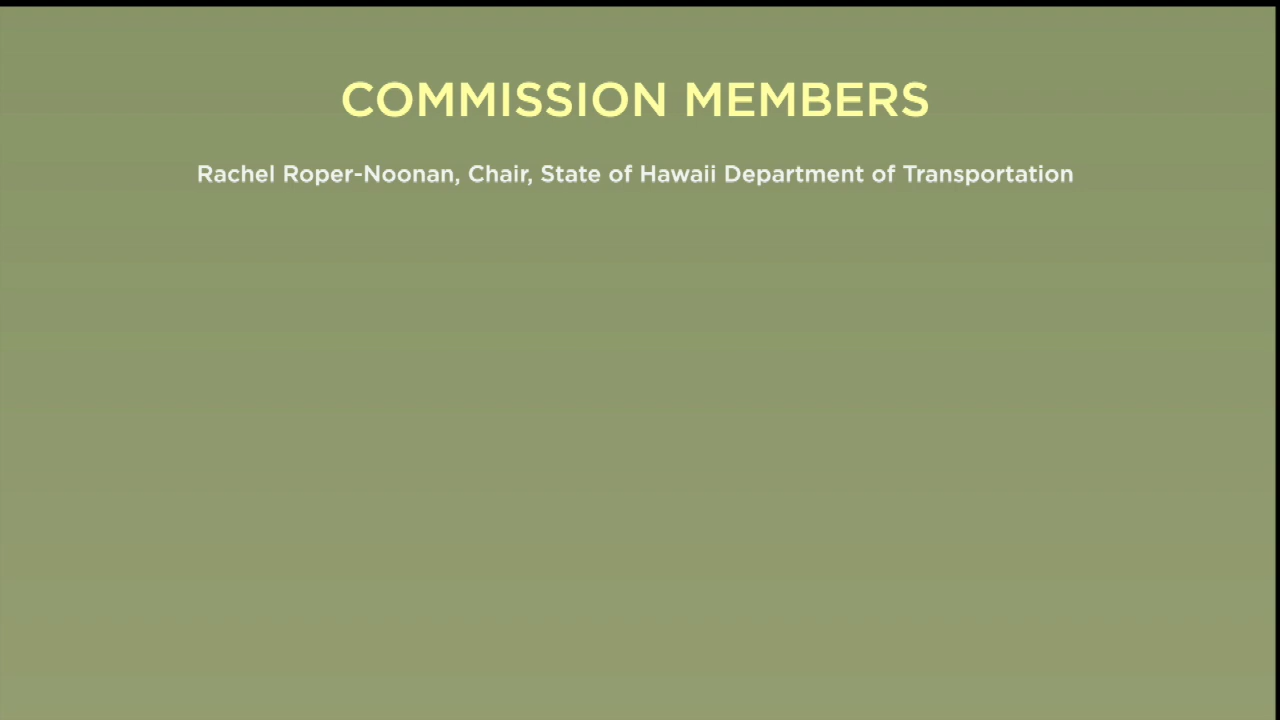 COMMISSION MEMBERS
Rachel Roper-Noonan, Chair, State of Hawaii Department of Transportation